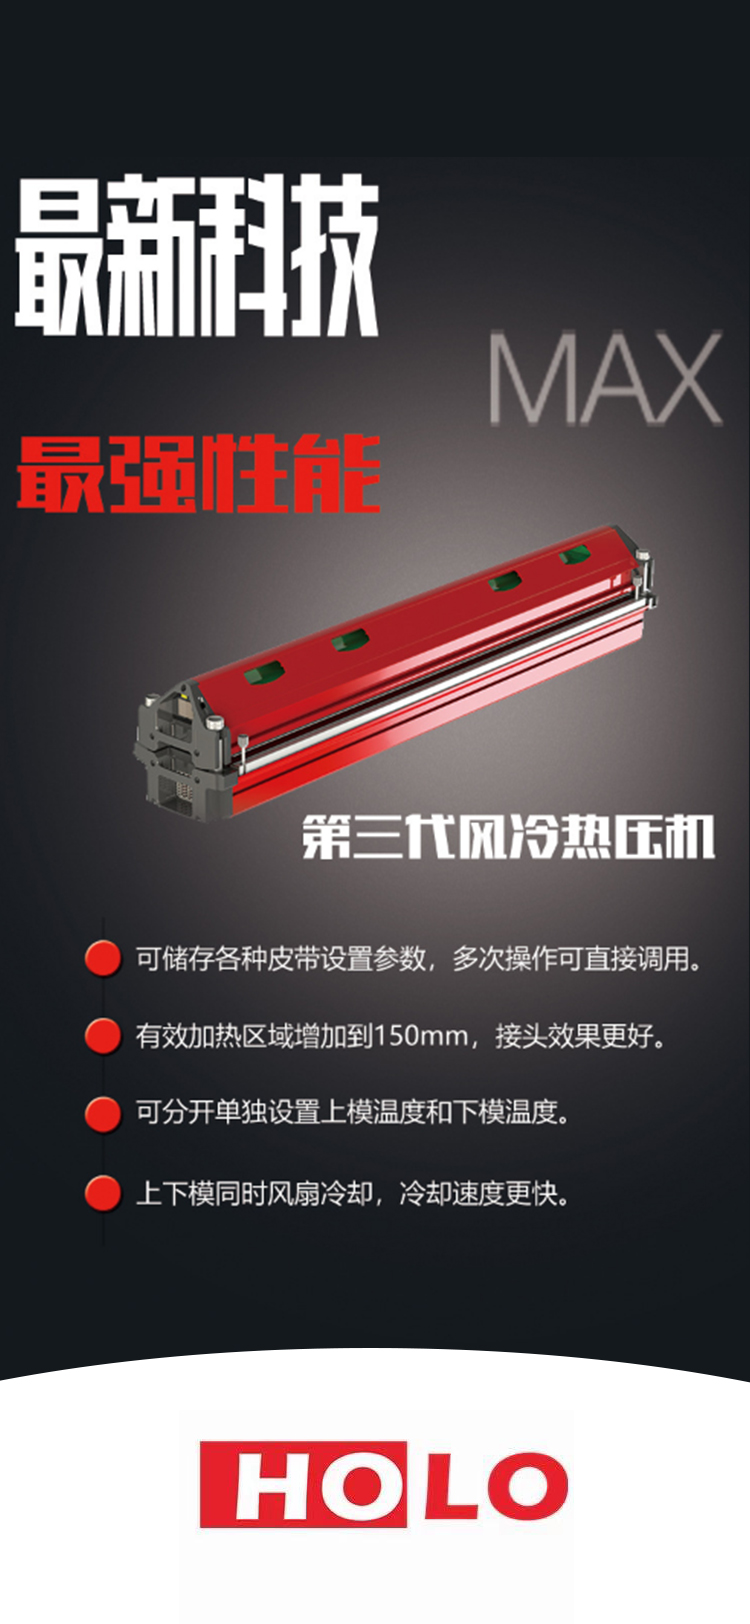 最新科技
MAX
最强性能
第三代风冷热压机
可储存各种皮带设置参数，多次操作可直接调用。
有效加热区域增加到150mm，接头效果更好。
可分开单独设置上模温度和下模温度。
上下模同时风扇冷却，冷却速度更快。
HOLO